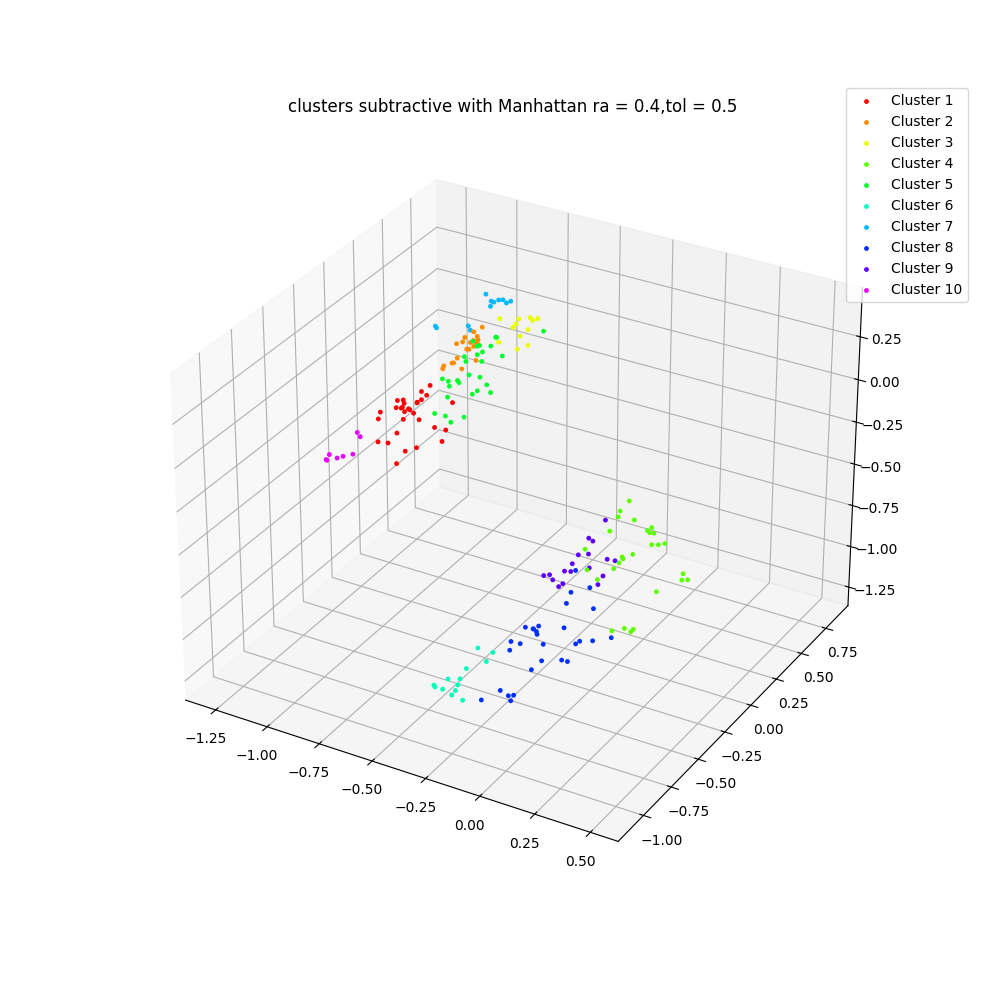 clusters subtractive with Manhattan ra = 0.4,tol = 0.5
Cluster 1
Cluster 2
Cluster 3
Cluster 4
Cluster 5
Cluster 6
Cluster 7
Cluster 8
Cluster 9
Cluster 10
0.25
0.00
−0.25
−0.50
−0.75
−1.00
−1.25
0.75
0.50
0.25
0.00
−0.25
−0.50
−0.75
−1.00
−1.25
−1.00
−0.75
−0.50
−0.25
0.00
0.25
0.50